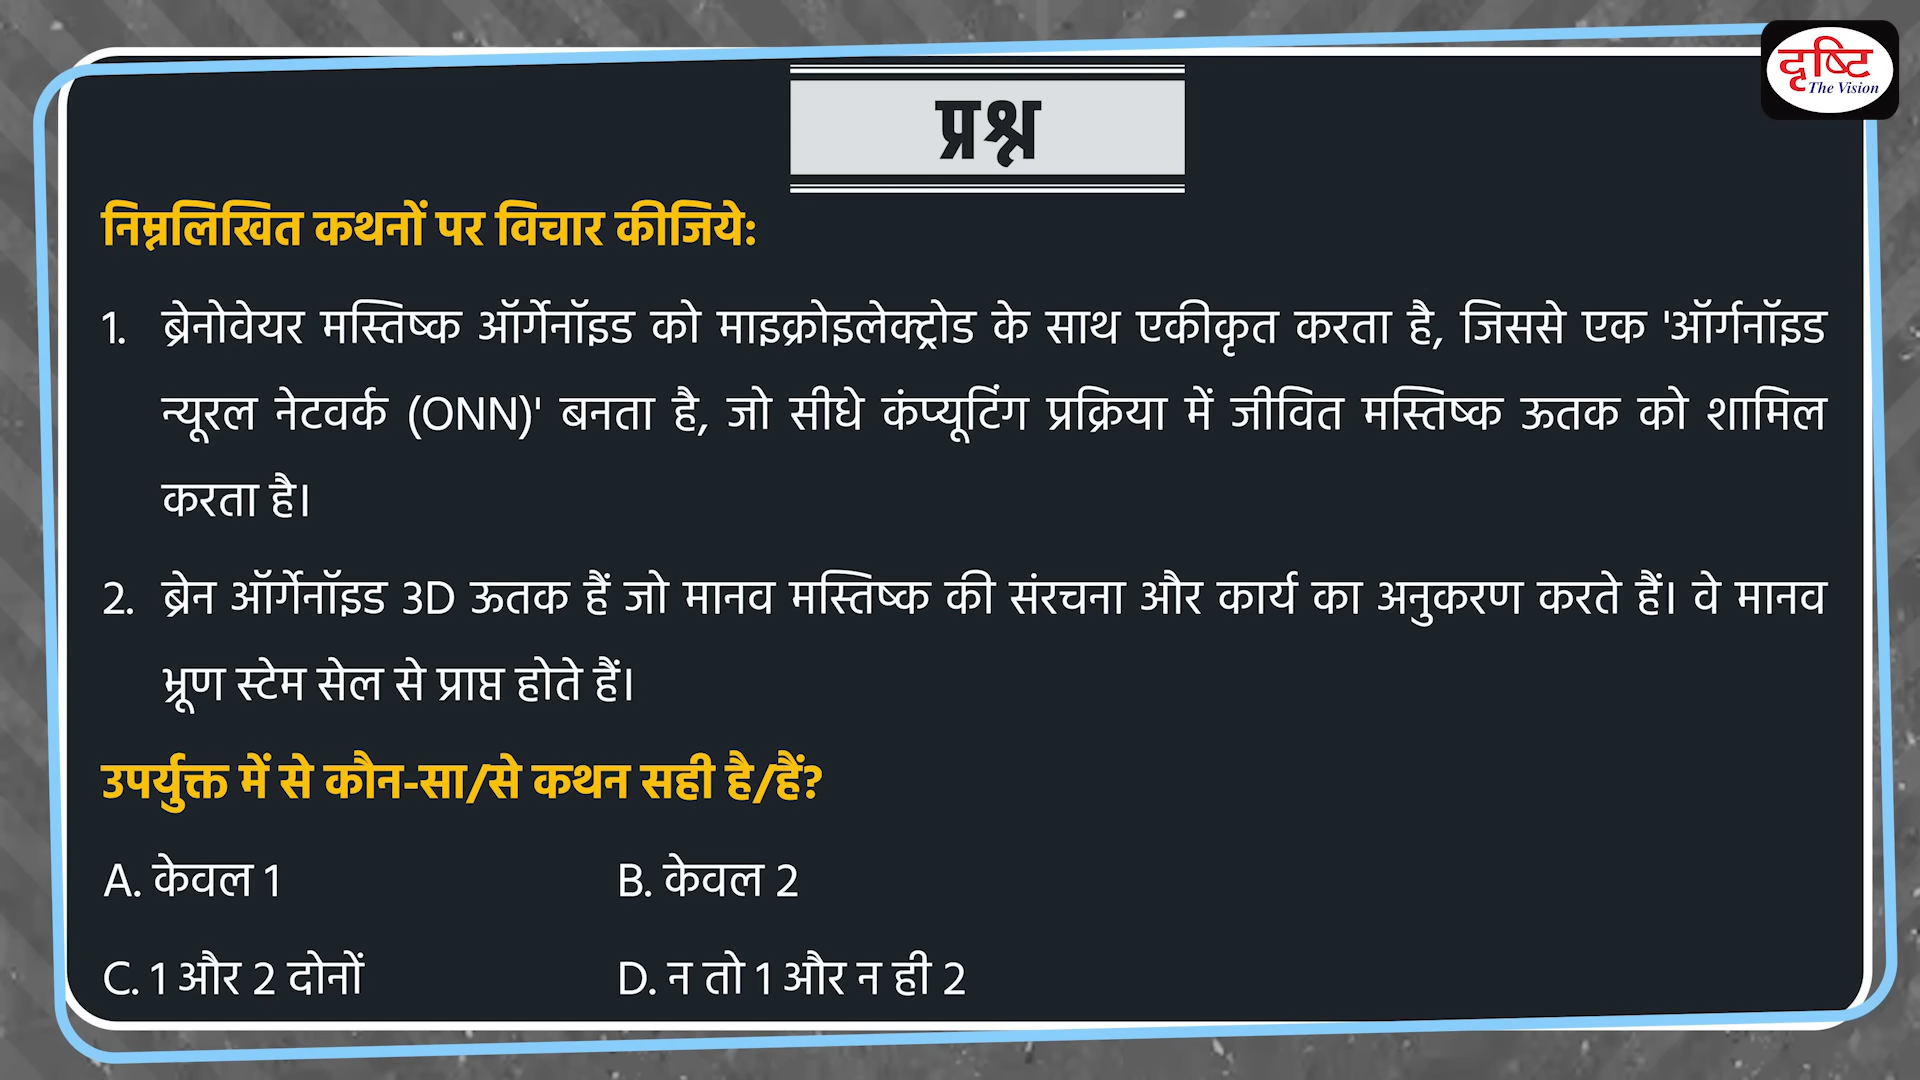 दृष्टि
The Vision
प्रश्न
निम्नलिखित कथनों पर विचार कीजिये:
1. ब्रेनोवेयर मस्तिष्क ऑर्गेनॉइड को माइक्रोइलेक्ट्रोड के साथ एकीकृत करता है, जिससे एक 'ऑर्गनॉइड
न्यूरल नेटवर्क (ONN)' बनता है, जो सीधे कंप्यूटिंग प्रक्रिया में जीवित मस्तिष्क ऊतक को शामिल
करता है।
2. ब्रेन ऑर्गेनॉइड 3D ऊतक हैं जो मानव मस्तिष्क की संरचना और कार्य का अनुकरण करते हैं। वे मानव
भ्रूण स्टेम सेल से प्राप्त होते हैं।
उपर्युक्त में से कौन-सा/से कथन सही है/हैं?
A. केवल 1 B. केवल 2
C. 1 और 2 दोनों D. न तो 1 और न ही 2